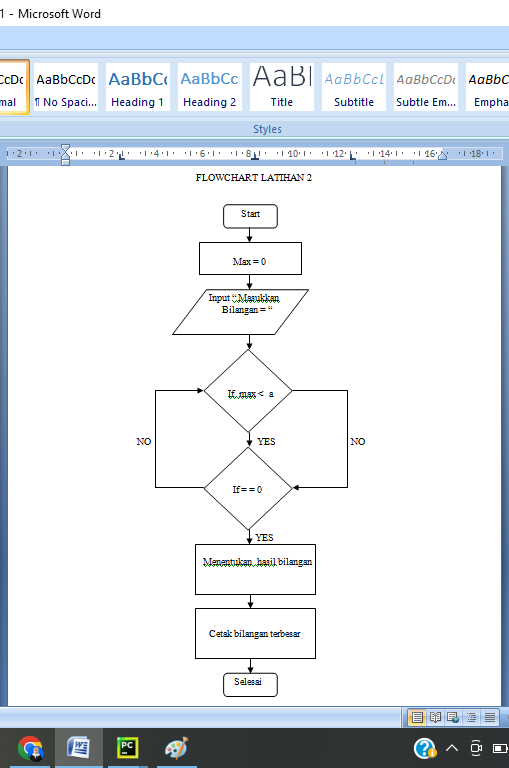 1 - Microsoft Word
CcDc AaBbCcDc AaBbC AaBbCc AaBl AaBbCcL AaBbCcDc AaBbC
mal ¶ No Spaci... Heading 1 Heading 2 Title Subtitle Subtle Em... Empha
Styles
2 2 4 6 8 10 12 14 16 18
FLOWCHART LATIHAN 2
Start
Max = 0
Input “ Masukkan
Bilangan = “
If max < a
NO
YES
NO
If = = 0
YES
Menentukan hasil bilangan
Cetak bilangan terbesar
Selesai
W
PC
?